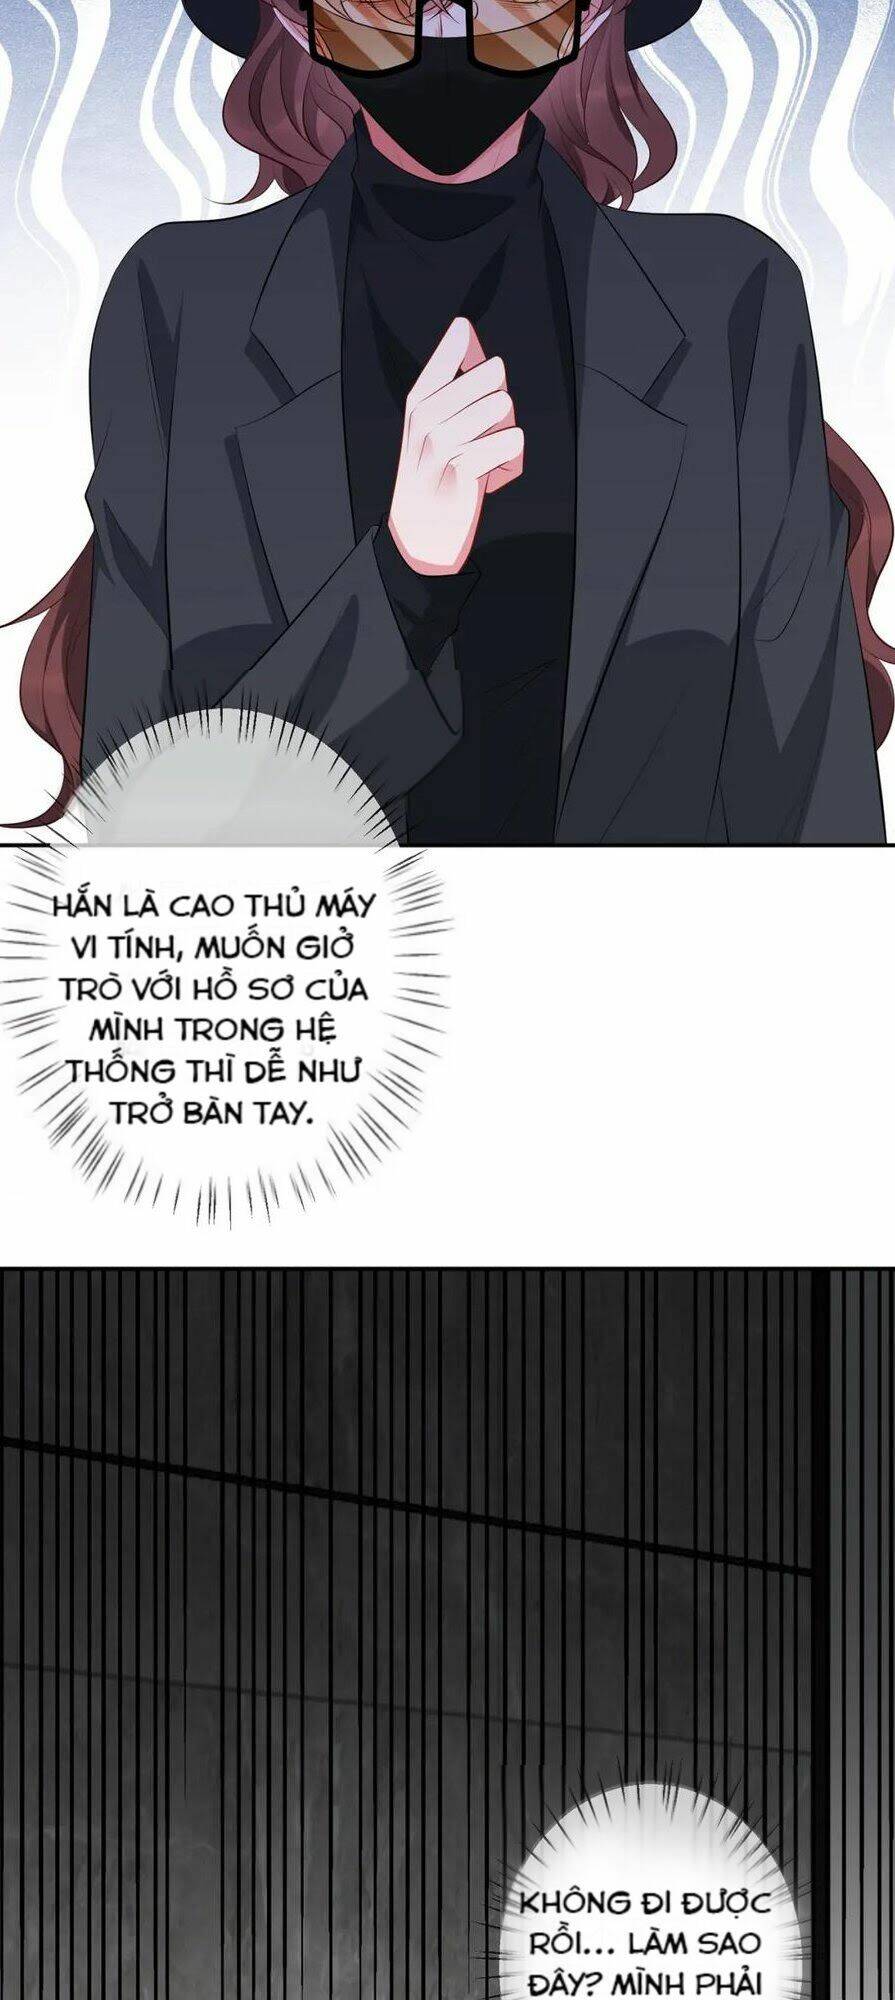 HẮN LÀ CAO THỦ MÁY
VI TÍNH, MUỐN GIỞ
TRÒ VỚI HỒ SƠ CỦA
MÌNH TRONG HỆ
THỐNG THÌ DỄ NHƯ
TRỞ BÀN TAY.
KHÔNG ĐI ĐƯỢC
RỒI... LÀM SAO
ĐÂY? MÌNH PHẢI